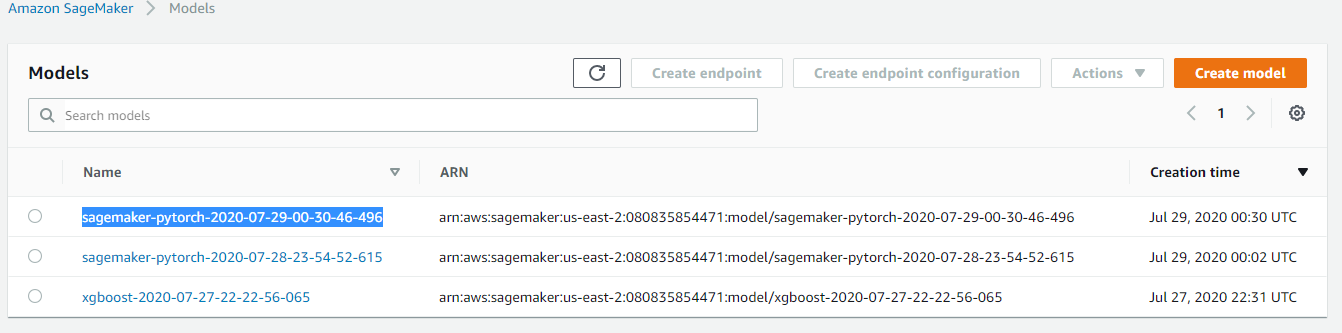 Amazon SageMaker > Models
Models
Create endpoint
Create endpoint configuration
Actions
Create model
Search models
1
Name ARN Creation time
sagemaker-pytorch-2020-07-29-00-30-46-496 arn:aws:sagemaker:us-east-2:080835854471:model/sagemaker-pytorch-2020-07-29-00-30-46-496 Jul 29, 2020 00:30 UTC
sagemaker-pytorch-2020-07-28-23-54-52-615 arn:aws:sagemaker:us-east-2:080835854471:model/sagemaker-pytorch-2020-07-28-23-54-52-615 Jul 29, 2020 00:02 UTC
xgboost-2020-07-27-22-22-56-065 arn:aws:sagemaker:us-east-2:080835854471:model/xgboost-2020-07-27-22-22-56-065 Jul 27, 2020 22:31 UTC